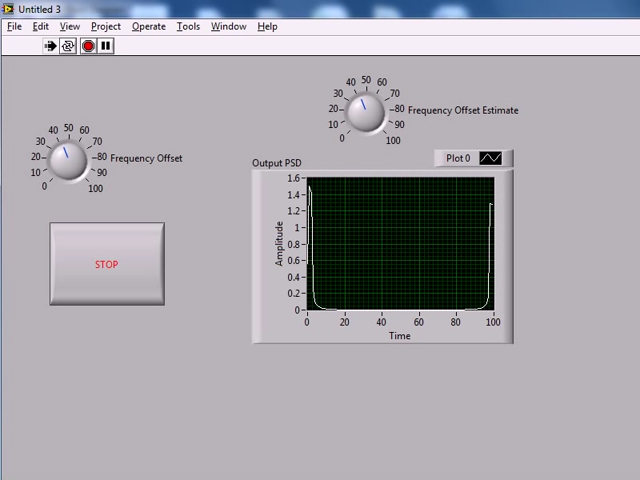 Untitled 3
File Edit View Project Operate Tools Window Help
0 10 20 30 40 50 60 70 80 90 100
Frequency Offset Estimate
0 10 20 30 40 50 60 70 80 90 100
Frequency Offset
Output PSD
Plot 0
STOP
Amplitude
1.6
1.4
1.2
1
0.8
0.6
0.4
0.2
0
0 20 40 60 80 100
Time